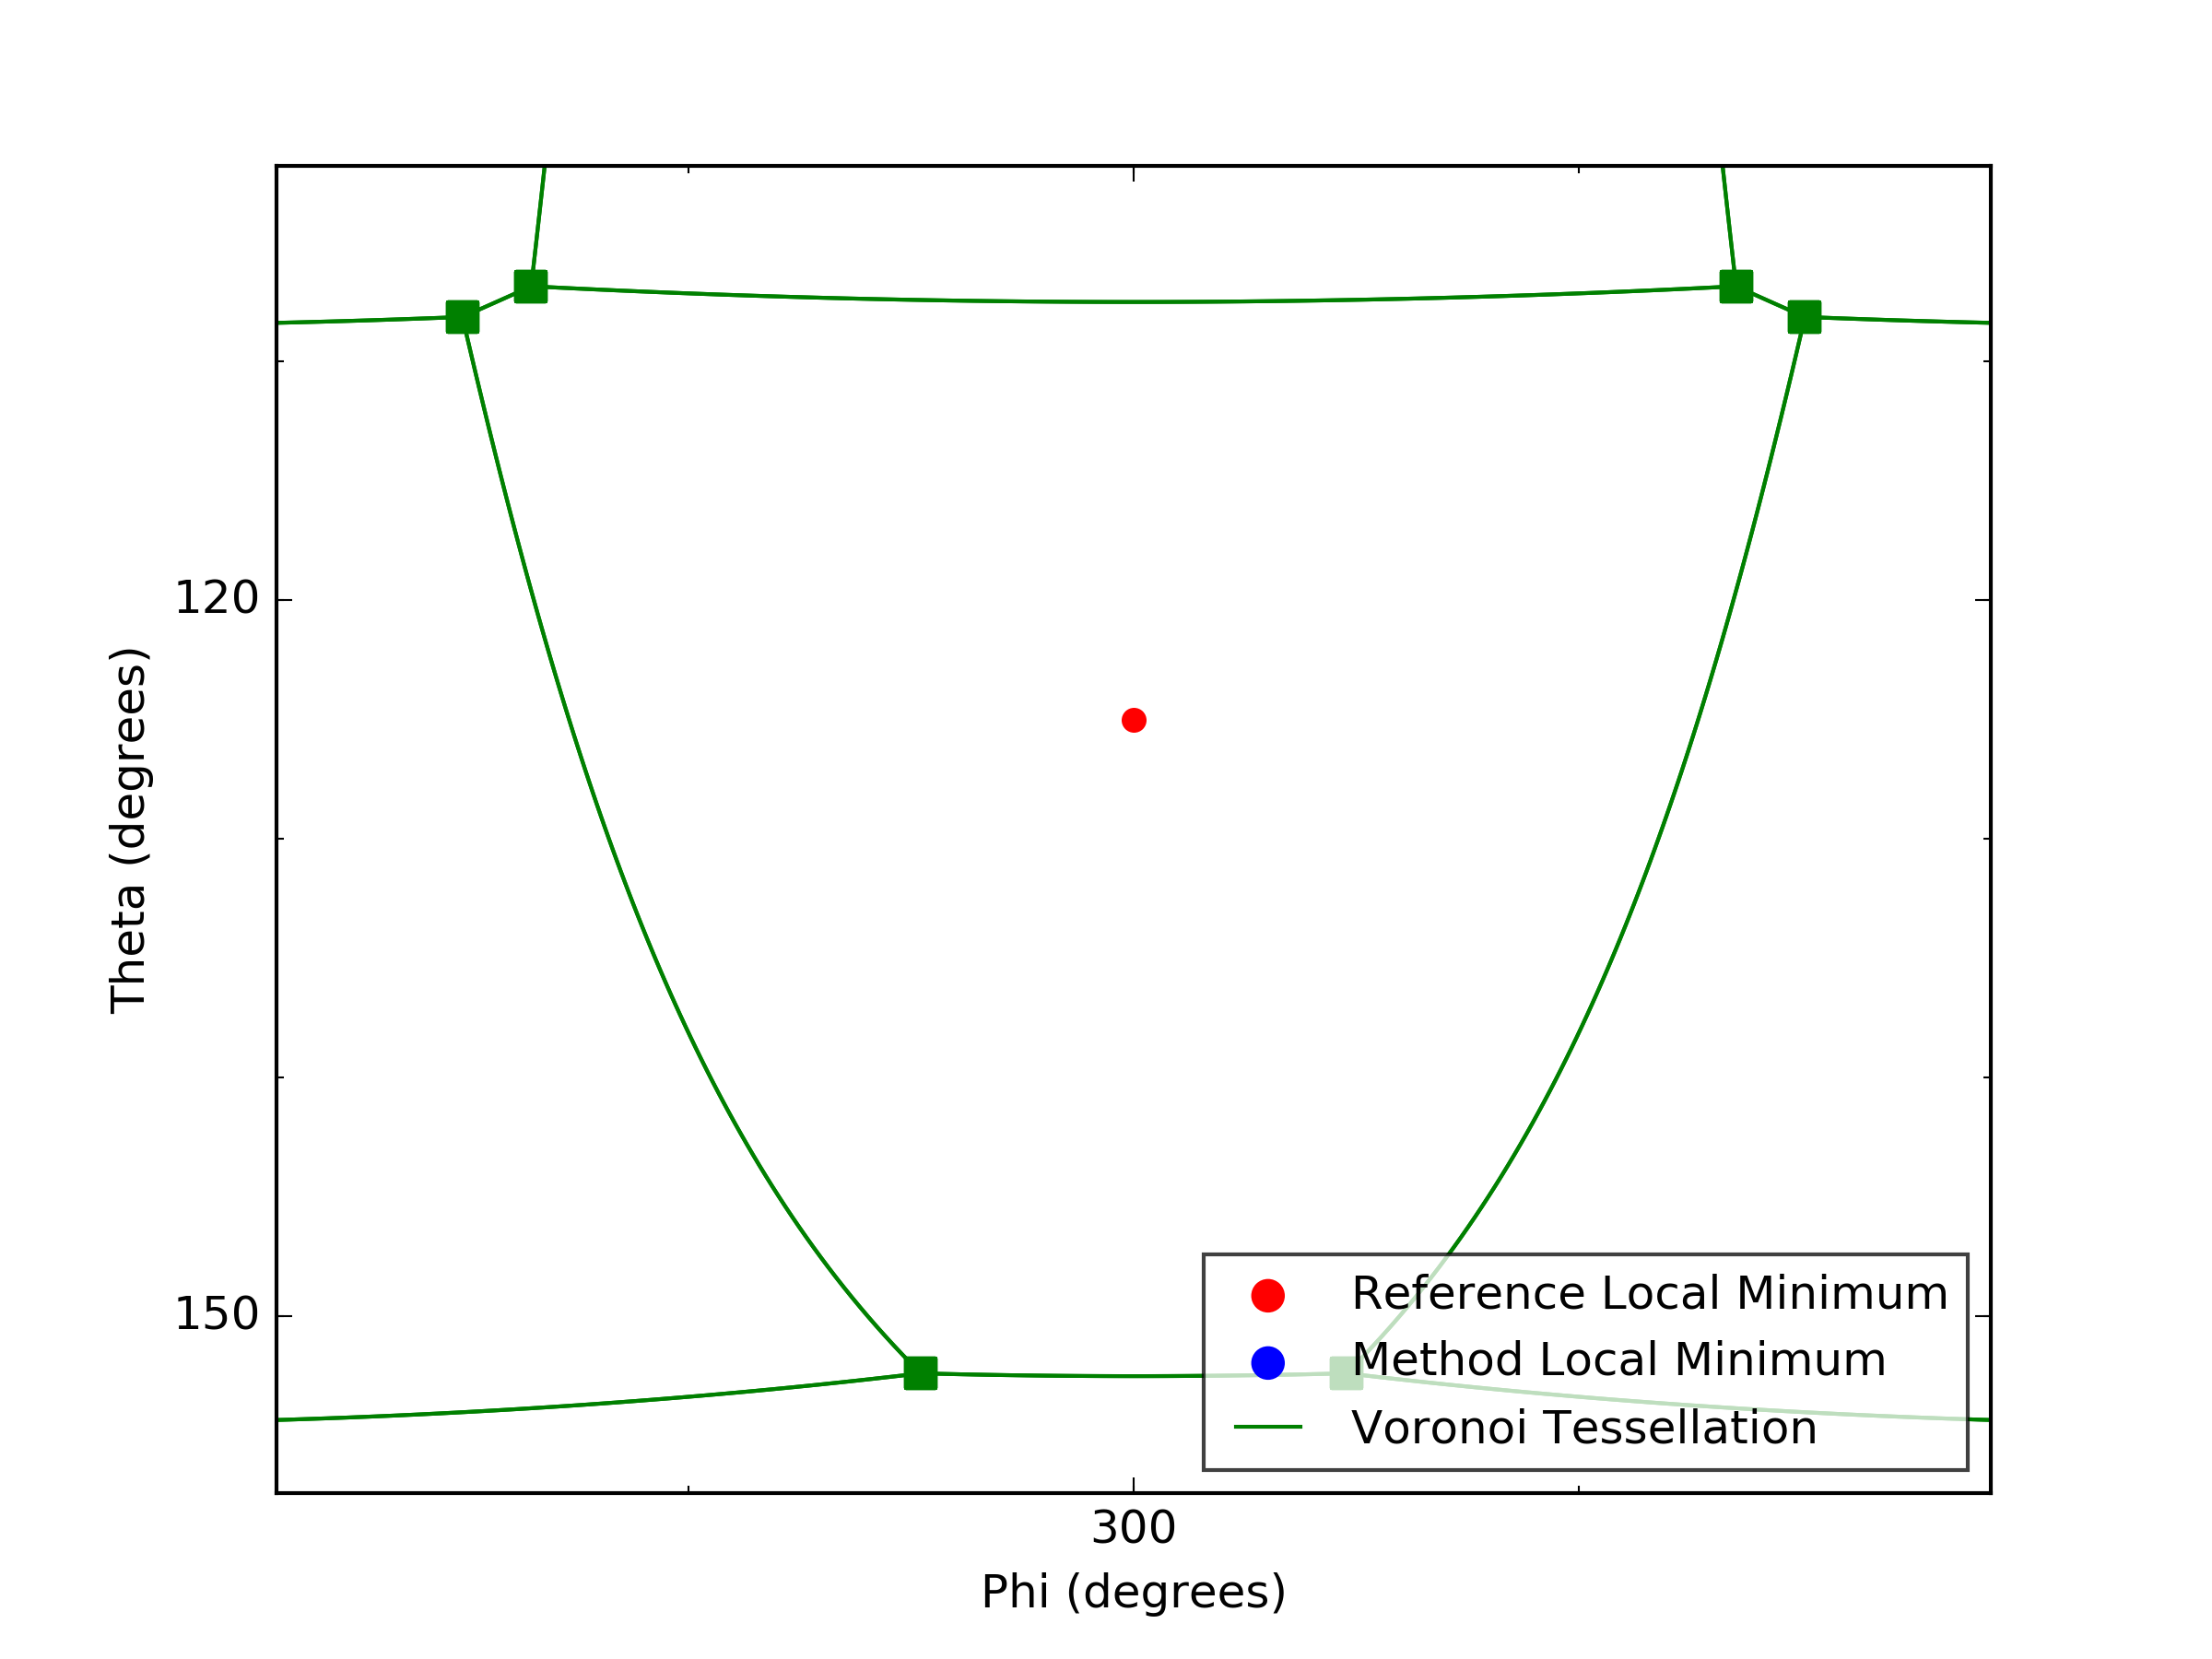 120
150
Theta (degrees)
Reference Local Minimum
Method Local Minimum
Voronoi Tessellation
300
Phi (degrees)